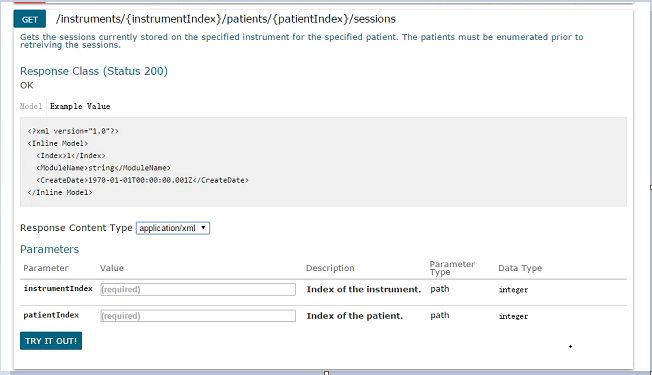 GET /instruments/{instrumentIndex}/patients/{patientIndex}/sessions
Gets the sessions currently stored on the specified instrument for the specified patient. The patients must be enumerated prior to
retreiving the sessions.
Response Class (Status 200)
OK
Model Example Value
<?xml version="1.0"?>
<Inline Model>
<Index>1</Index>
<ModuleName>string</ModuleName>
<CreateDate>1970-01-01T00:00:00.001Z</CreateDate>
</Inline Model>
Response Content Type application/xml
Parameters
Parameter Value Description Parameter Type Data Type
instrumentIndex (required) Index of the instrument. path integer
patientIndex (required) Index of the patient. path integer
TRY IT OUT!